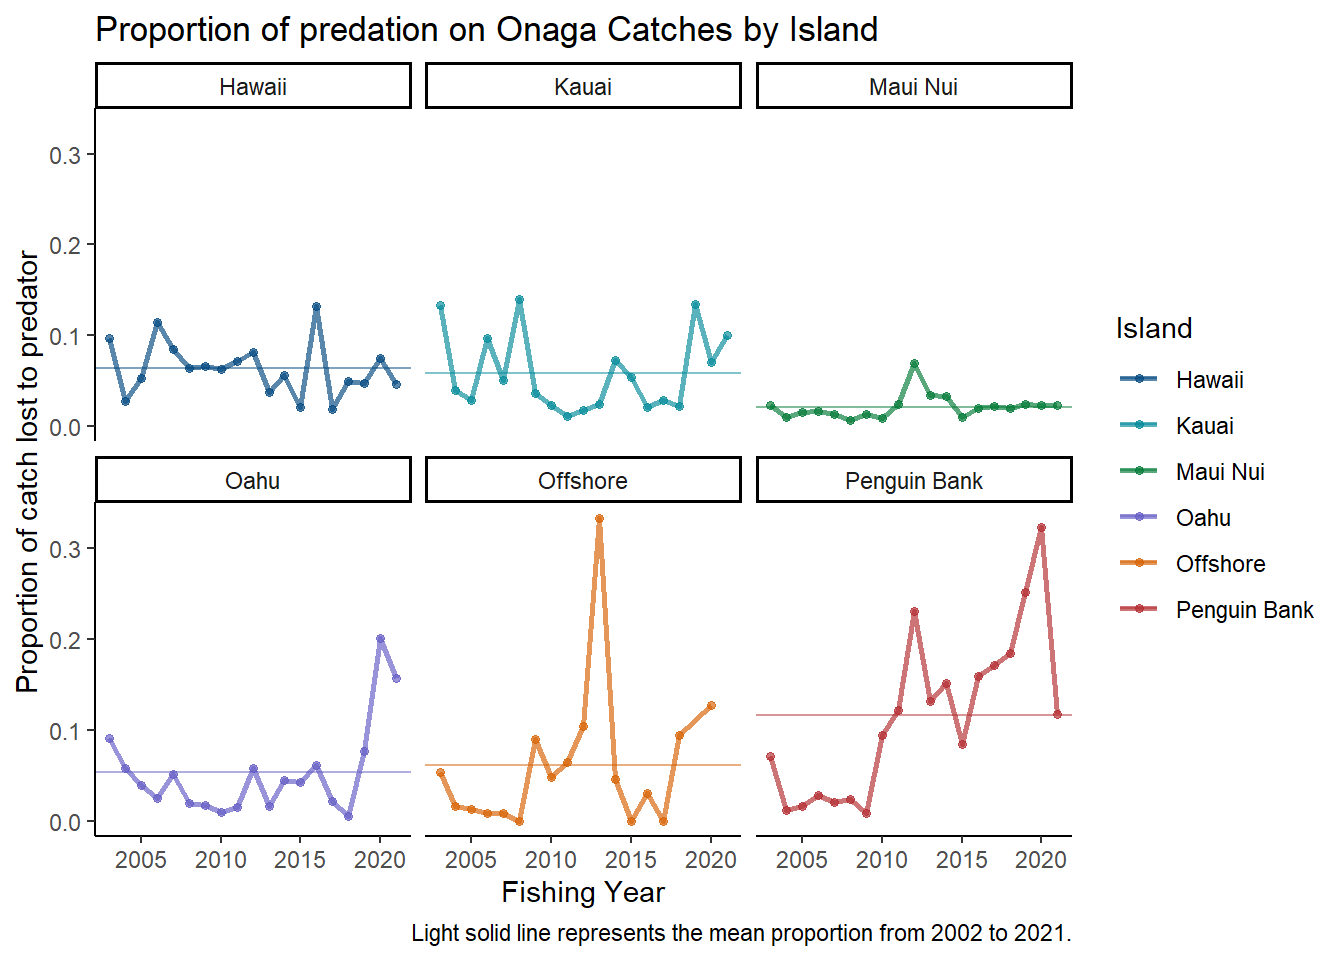 Proportion of predation on Onaga Catches by Island
Hawaii
Kauai
Maui Nui
0.3
0.2
0.1
0.0
Proportion of catch lost to predator
Oahu
Offshore
Penguin Bank
0.3
0.2
0.1
0.0
2005 2010 2015 2020
2005 2010 2015 2020
2005 2010 2015 2020
Fishing Year
Light solid line represents the mean proportion from 2002 to 2021.
Island
Hawaii
Kauai
Maui Nui
Oahu
Offshore
Penguin Bank